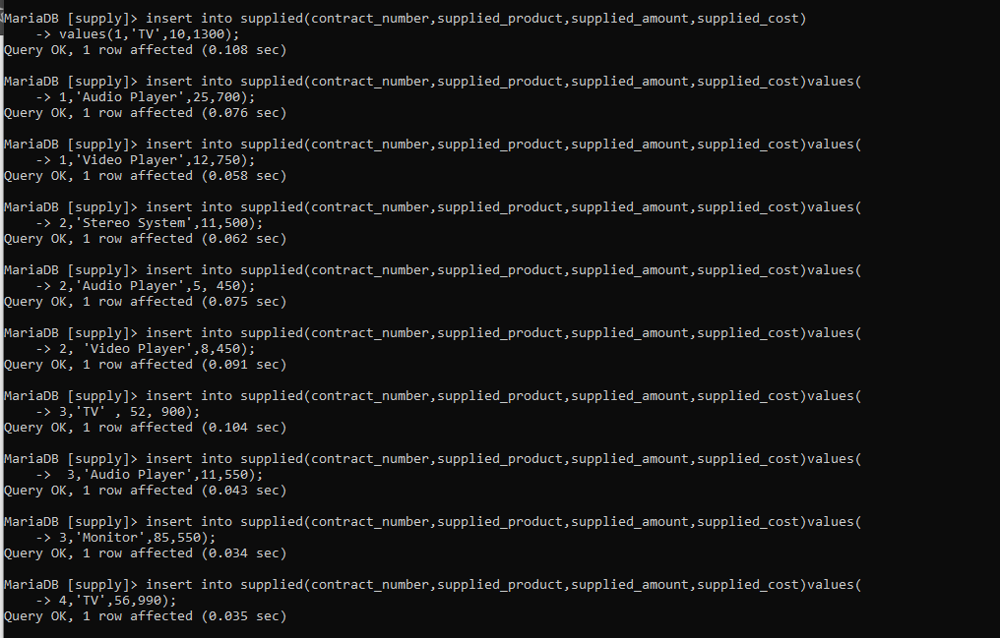 MariaDB [supply]> insert into supplied(contract_number,supplied_product,supplied_amount,supplied_cost)
    -> values(1,'TV',10,1300);
Query OK, 1 row affected (0.108 sec)

MariaDB [supply]> insert into supplied(contract_number,supplied_product,supplied_amount,supplied_cost)values(
    -> 1,'Audio Player',25,700);
Query OK, 1 row affected (0.076 sec)

MariaDB [supply]> insert into supplied(contract_number,supplied_product,supplied_amount,supplied_cost)values(
    -> 1,'Video Player',12,750);
Query OK, 1 row affected (0.058 sec)

MariaDB [supply]> insert into supplied(contract_number,supplied_product,supplied_amount,supplied_cost)values(
    -> 2,'Stereo System',11,500);
Query OK, 1 row affected (0.062 sec)

MariaDB [supply]> insert into supplied(contract_number,supplied_product,supplied_amount,supplied_cost)values(
    -> 2,'Audio Player',5, 450);
Query OK, 1 row affected (0.075 sec)

MariaDB [supply]> insert into supplied(contract_number,supplied_product,supplied_amount,supplied_cost)values(
    -> 2, 'Video Player',8,450);
Query OK, 1 row affected (0.091 sec)

MariaDB [supply]> insert into supplied(contract_number,supplied_product,supplied_amount,supplied_cost)values(
    -> 3,'TV' , 52, 900);
Query OK, 1 row affected (0.104 sec)

MariaDB [supply]> insert into supplied(contract_number,supplied_product,supplied_amount,supplied_cost)values(
    ->  3,'Audio Player',11,550);
Query OK, 1 row affected (0.043 sec)

MariaDB [supply]> insert into supplied(contract_number,supplied_product,supplied_amount,supplied_cost)values(
    -> 3,'Monitor',85,550);
Query OK, 1 row affected (0.034 sec)

MariaDB [supply]> insert into supplied(contract_number,supplied_product,supplied_amount,supplied_cost)values(
    -> 4,'TV',56,990);
Query OK, 1 row affected (0.035 sec)